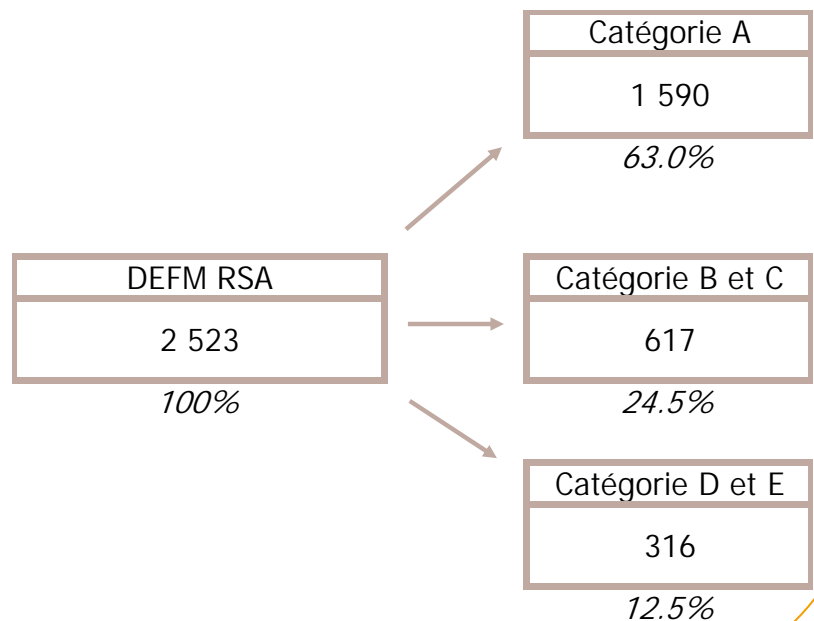 Catégorie A
1 590
63.0%
DEFM RSA
2 523
100%
Catégorie B et C
617
24.5%
Catégorie D et E
316
12.5%